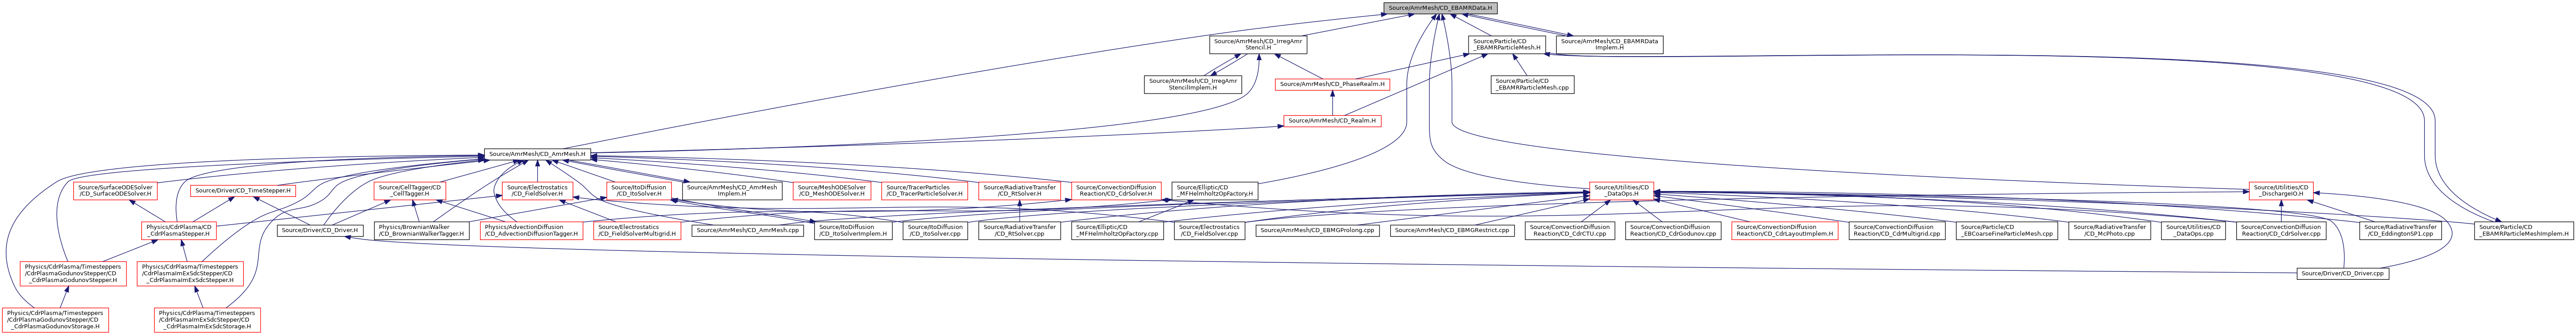 Source/AmrMesh/CD_EBAMRData.H
Source/AmrMesh/CD_IrregAmr
Stencil.H
Source/Particle/CD
_EBAMRParticleMesh.H
Source/AmrMesh/CD_EBAMRData
Implem.H
Source/AmrMesh/CD_IrregAmr
StencilImplem.H
Source/AmrMesh/CD_PhaseRealm.H
Source/Particle/CD
_EBAMRParticleMesh.cpp
Source/AmrMesh/CD_Realm.H
Source/AmrMesh/CD_AmrMesh.H
Source/SurfaceODESolver
/CD_SurfaceODESolver.H
Source/Driver/CD_TimeStepper.H
Source/CellTagger/CD
_CellTagger.H
Source/Electrostatics
/CD_FieldSolver.H
Source/ItoDiffusion
/CD_ItoSolver.H
Source/AmrMesh/CD_AmrMesh
Implem.H
Source/MeshODESolver
/CD_MeshODESolver.H
Source/TracerParticles
/CD_TracerParticleSolver.H
Source/RadiativeTransfer
/CD_RtSolver.H
Source/ConvectionDiffusion
Reaction/CD_CdrSolver.H
Source/Elliptic/CD
_MFHelmholtzOpFactory.H
Source/Utilities/CD
_DataOps.H
Source/Utilities/CD
_DischargeIO.H
Physics/CdrPlasma/CD
_CdrPlasmaStepper.H
Source/Driver/CD_Driver.H
Physics/BrownianWalker
/CD_BrownianWalkerTagger.H
Physics/AdvectionDiffusion
/CD_AdvectionDiffusionTagger.H
Source/Electrostatics
/CD_FieldSolverMultigrid.H
Source/AmrMesh/CD_AmrMesh.cpp
Source/ItoDiffusion
/CD_ItoSolverImplem.H
Source/ItoDiffusion
/CD_ItoSolver.cpp
Source/RadiativeTransfer
/CD_RtSolver.cpp
Source/Elliptic/CD
_MFHelmholtzOpFactory.cpp
Source/Electrostatics
/CD_FieldSolver.cpp
Source/AmrMesh/CD_EBMGProlong.cpp
Source/AmrMesh/CD_EBMGRestrict.cpp
Source/ConvectionDiffusion
Reaction/CD_CdrCTU.cpp
Source/ConvectionDiffusion
Reaction/CD_CdrGodunov.cpp
Source/ConvectionDiffusion
Reaction/CD_CdrLayoutImplem.H
Source/ConvectionDiffusion
Reaction/CD_CdrMultigrid.cpp
Source/Particle/CD
_EBCoarseFineParticleMesh.cpp
Source/RadiativeTransfer
/CD_McPhoto.cpp
Source/Utilities/CD
_DataOps.cpp
Source/ConvectionDiffusion
Reaction/CD_CdrSolver.cpp
Source/RadiativeTransfer
/CD_EddingtonSP1.cpp
Source/Particle/CD
_EBAMRParticleMeshImplem.H
Physics/CdrPlasma/Timesteppers
/CdrPlasmaGodunovStepper/CD
_CdrPlasmaGodunovStepper.H
Physics/CdrPlasma/Timesteppers
/CdrPlasmaImExSdcStepper/CD
_CdrPlasmaImExSdcStepper.H
Source/Driver/CD_Driver.cpp
Physics/CdrPlasma/Timesteppers
/CdrPlasmaGodunovStepper/CD
_CdrPlasmaGodunovStorage.H
Physics/CdrPlasma/Timesteppers
/CdrPlasmaImExSdcStepper/CD
_CdrPlasmaImExSdcStorage.H